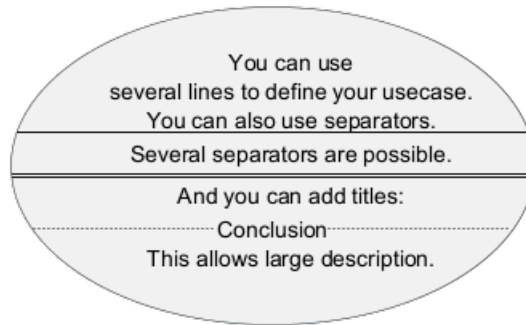 You can use
several lines to define your usecase.
You can also use separators.
Several separators are possible.
And you can add titles:
Conclusion
This allows large description.